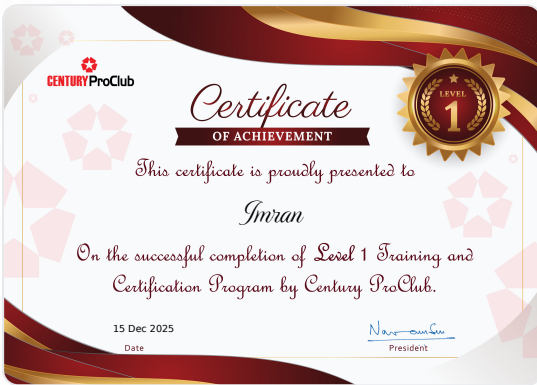 CENTURY ProClub
Certificate
OF ACHIEVEMENT
LEVEL
1
This certificate is proudly presented to
Imran
On the successful completion of Level 1 Training and
Certification Program by Century ProClub.
15 Dec 2025
Date
President